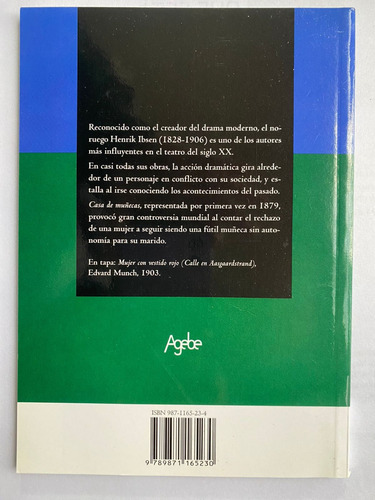 Reconocido como el creador del drama moderno, el no-
ruego Henrik Ibsen (1828-1906) es uno de los autores
más influyentes en el teatro del siglo XX.
En casi todas sus obras, la acción dramática gira alrede-
dor de un personaje en conflicto con su sociedad, y es-
talla al irse conociendo los acontecimientos del pasado.
Casa de muñecas, representada por primera vez en 1879,
provocó gran controversia mundial al contar el rechazo
de una mujer a seguir siendo una fútil muñeca sin auto-
nomía para su marido.
En tapa: Mujer con vestido rojo (Calle en Aasgaardstrand),
Edvard Munch, 1903.
Agebe
ISBN 987-1165-23-4
9 789871 165230